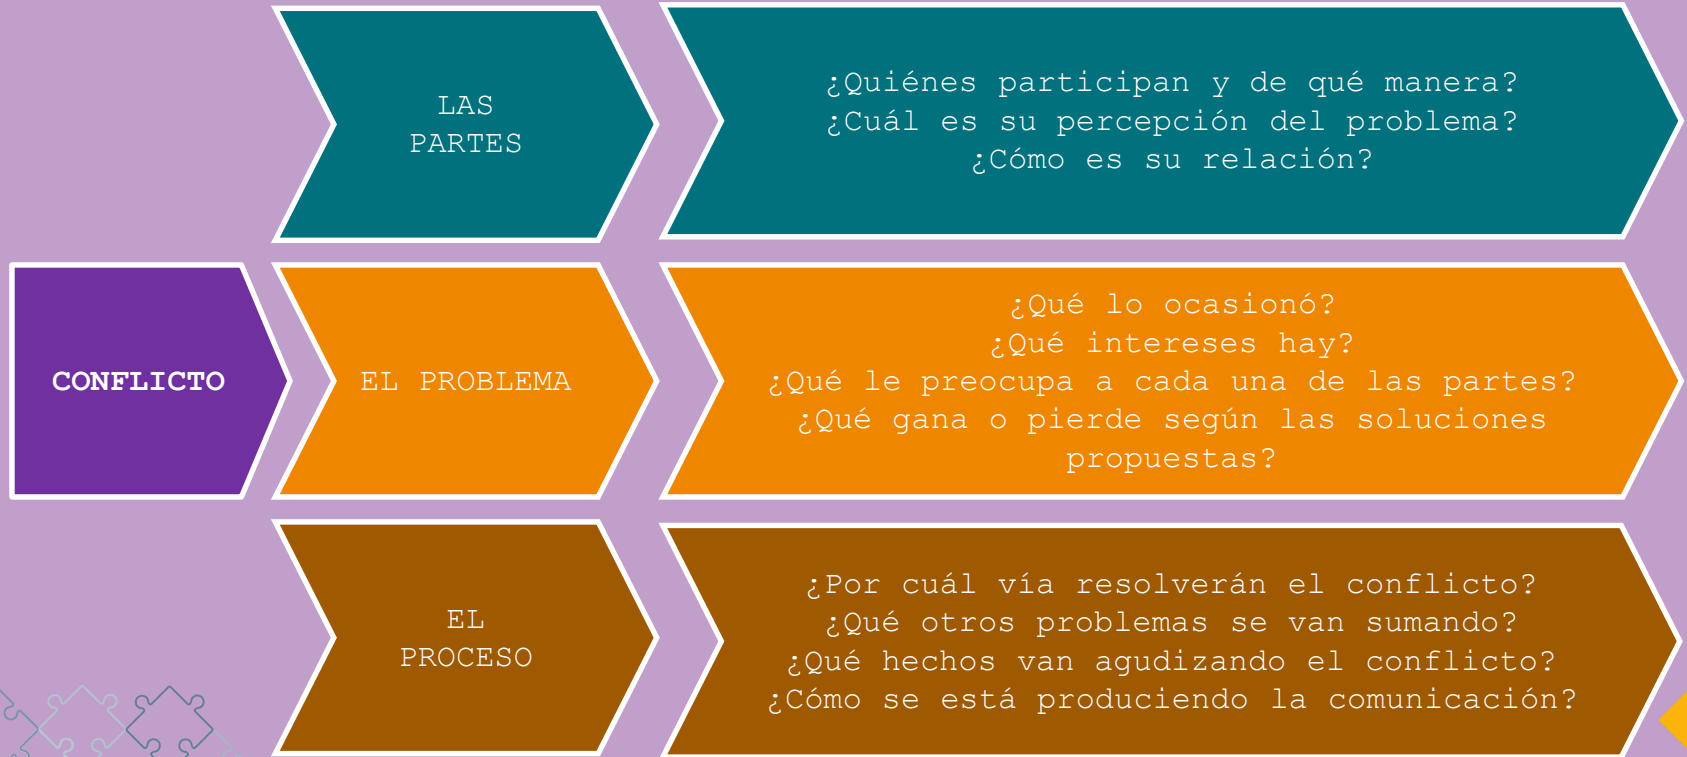 LAS
PARTES
¿Quiénes participan y de qué manera?
¿Cuál es su percepción del problema?
¿Cómo es su relación?
CONFLICTO
EL PROBLEMA
¿Qué lo ocasionó?
¿Qué intereses hay?
¿Qué le preocupa a cada una de las partes?
¿Qué gana o pierde según las soluciones
propuestas?
EL
PROCESO
¿Por cuál vía resolverán el conflicto?
¿Qué otros problemas se van sumando?
¿Qué hechos van agudizando el conflicto?
¿Cómo se está produciendo la comunicación?